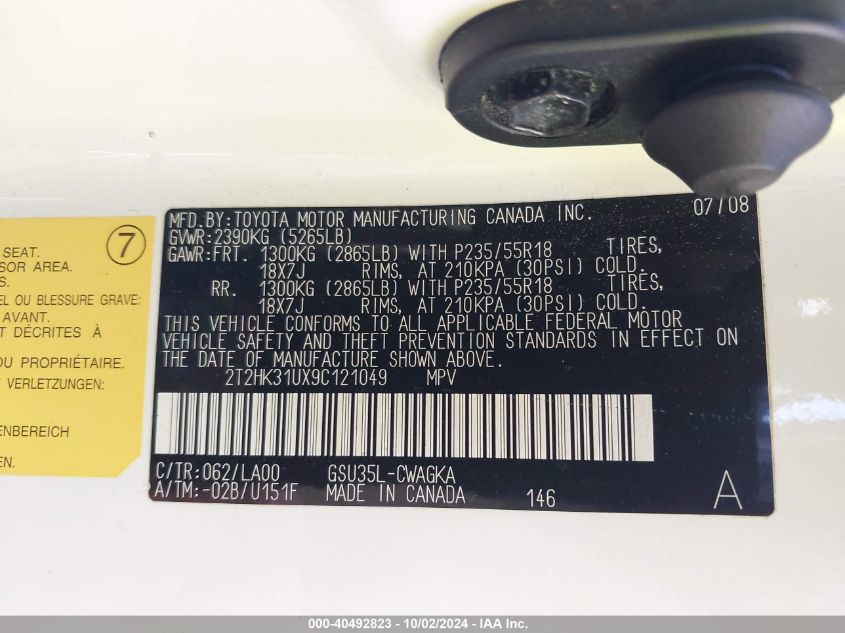 MFD.BY:TOYOTA MOTOR MANUFACTURING CANADA INC. 07/08
GVWR:2390KG (5265LB)
GAWR:FRT. 1300KG (2865LB) WITH P235/55R18 TIRES,
18X7J RIMS, AT 210KPA (30PSI) COLD.
RR. 1300KG (2865LB) WITH P235/55R18 TIRES,
18X7J RIMS, AT 210KPA (30PSI) COLD.
THIS VEHICLE CONFORMS TO ALL APPLICABLE FEDERAL MOTOR
VEHICLE SAFETY AND THEFT PREVENTION STANDARDS IN EFFECT ON
THE DATE OF MANUFACTURE SHOWN ABOVE.
2T2HK31UX9C121049 MPV
C/TR:062/LA00 GSU35L-CWAGKA
A/TM:-02B/U151F MADE IN CANADA 146 A
7
SEAT.
SOR AREA.
S.
EL OU BLESSURE GRAVE:
AVANT.
T DÉCRITES À
U PROPRIÉTAIRE.
VERLETZUNGEN:
ENBEREICH
EN.
000-40492823 - 10/02/2024 - IAA Inc.